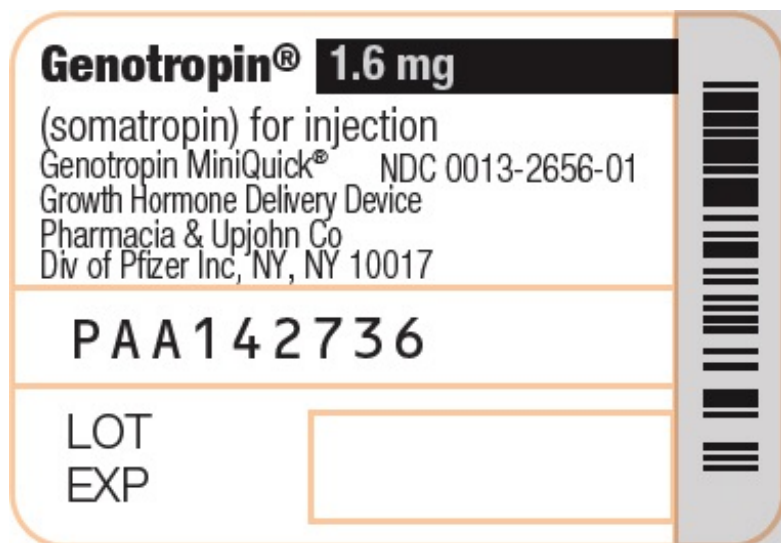 Genotropin® 1.6 mg
(somatropin) for injection
Genotropin MiniQuick® NDC 0013-2656-01
Growth Hormone Delivery Device
Pharmacia & Upjohn Co
Div of Pfizer Inc, NY, NY 10017
PAA142736
LOT
EXP